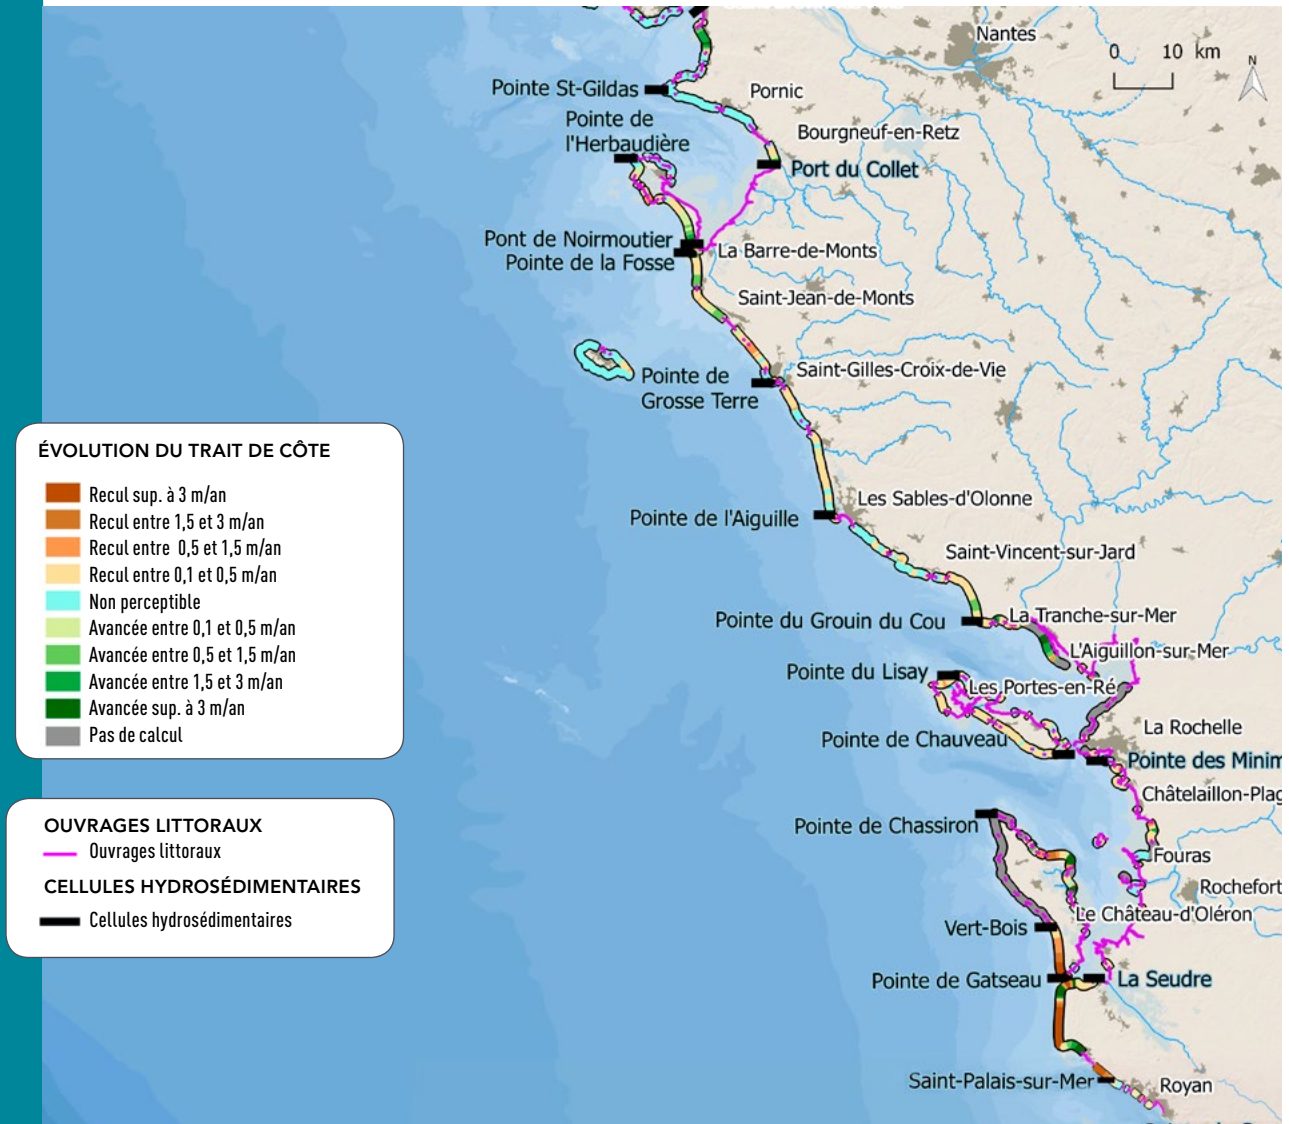 Nantes
0 10 km
N
Pointe St-Gildas
Pornic
Pointe de
l'Herbaudière
Bourgneuf-en-Retz
Port du Collet
Pont de Noirmoutier
Pointe de la Fosse
La Barre-de-Monts
Saint-Jean-de-Monts
Pointe de
Grosse Terre
Saint-Gilles-Croix-de-Vie
ÉVOLUTION DU TRAIT DE CÔTE
Recul sup. à 3 m/an
Recul entre 1,5 et 3 m/an
Recul entre 0,5 et 1,5 m/an
Recul entre 0,1 et 0,5 m/an
Non perceptible
Avancée entre 0,1 et 0,5 m/an
Avancée entre 0,5 et 1,5 m/an
Avancée entre 1,5 et 3 m/an
Avancée sup. à 3 m/an
Pas de calcul
Les Sables-d'Olonne
Pointe de l'Aiguille
Saint-Vincent-sur-Jard
Pointe du Grouin du Cou
La Tranche-sur-Mer
L'Aiguillon-sur-Mer
Pointe du Lisay
Les Portes-en-Ré
La Rochelle
Pointe de Chauveau
Pointe des Minim
Châtelaillon-Plag
OUVRAGES LITTORAUX
Ouvrages littoraux
CELLULES HYDROSÉDIMENTAIRES
Cellules hydrosédimentaires
Pointe de Chassiron
Fouras
Rochefort
Le Château-d'Oléron
Vert-Bois
Pointe de Gatseau
La Seudre
Saint-Palais-sur-Mer
Royan